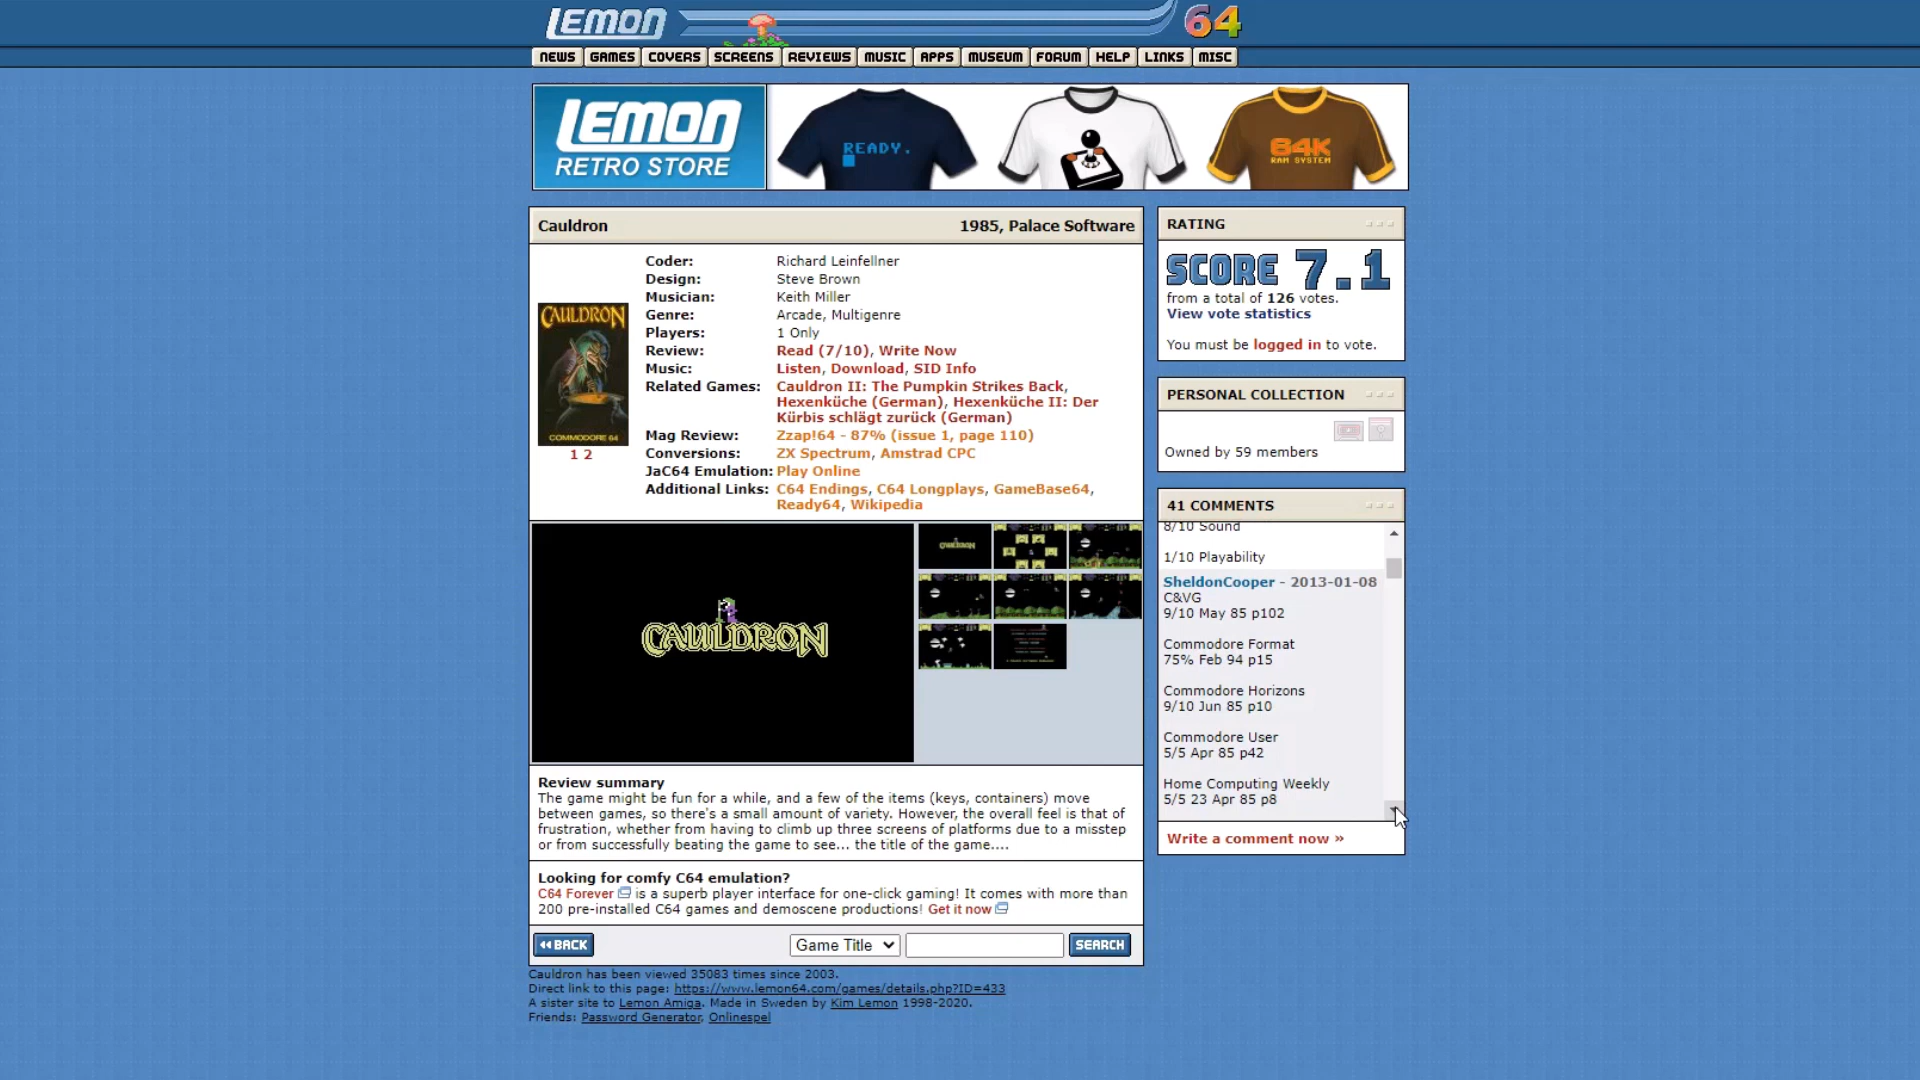 LEMON 64
NEWS GAMES COVERS SCREENS REVIEWS MUSIC APPS MUSEUM FORUM HELP LINKS MISC
LEMON
RETRO STORE
READY.
64K
RAM SYSTEM
Cauldron 1985, Palace Software
CAULDRON
COMMODORE 64
1 2
Coder: Richard Leinfellner
Design: Steve Brown
Musician: Keith Miller
Genre: Arcade, Multigenre
Players: 1 Only
Review: Read (7/10), Write Now
Music: Listen, Download, SID Info
Related Games: Cauldron II: The Pumpkin Strikes Back,
Hexenküche (German), Hexenküche II: Der
Kürbis schlägt zurück (German)
Mag Review: Zzap!64 - 87% (issue 1, page 110)
Conversions: ZX Spectrum, Amstrad CPC
JaC64 Emulation: Play Online
Additional Links: C64 Endings, C64 Longplays, GameBase64,
Ready64, Wikipedia
CAULDRON
CAULDRON
Review summary
The game might be fun for a while, and a few of the items (keys, containers) move
between games, so there's a small amount of variety. However, the overall feel is that of
frustration, whether from having to climb up three screens of platforms due to a misstep
or from successfully beating the game to see... the title of the game....
Looking for comfy C64 emulation?
C64 Forever is a superb player interface for one-click gaming! It comes with more than
200 pre-installed C64 games and demoscene productions! Get it now
BACK Game Title SEARCH
Cauldron has been viewed 35083 times since 2003.
Direct link to this page: https://www.lemon64.com/games/details.php?ID=433
A sister site to Lemon Amiga. Made in Sweden by Kim Lemon 1998-2020.
Friends: Password Generator, Onlinespel
RATING
SCORE 7.1
from a total of 126 votes.
View vote statistics
You must be logged in to vote.
PERSONAL COLLECTION
Owned by 59 members
41 COMMENTS
8/10 Sound
1/10 Playability
SheldonCooper - 2013-01-08
C&VG
9/10 May 85 p102
Commodore Format
75% Feb 94 p15
Commodore Horizons
9/10 Jun 85 p10
Commodore User
5/5 Apr 85 p42
Home Computing Weekly
5/5 23 Apr 85 p8
Write a comment now »